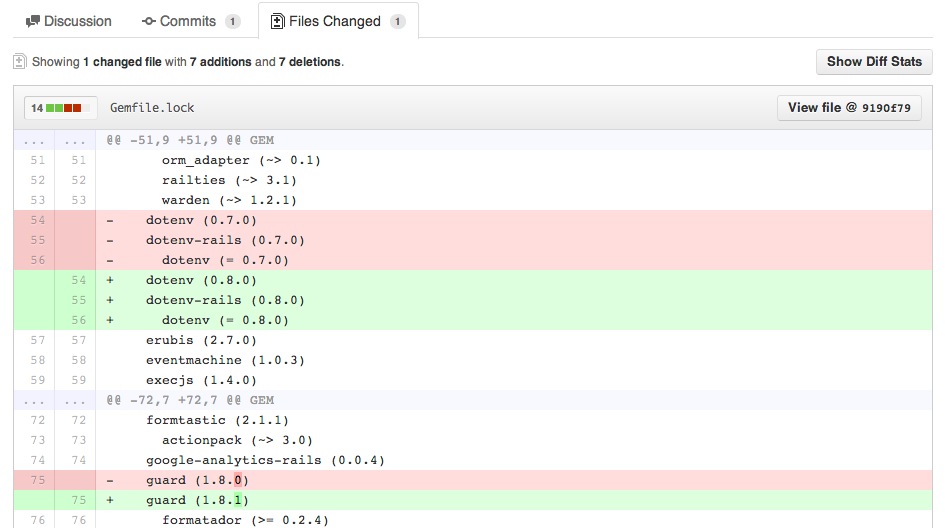 Discussion Commits 1 Files Changed 1
Showing 1 changed file with 7 additions and 7 deletions. Show Diff Stats
14 Gemfile.lock View file @ 9190f79
... ... @@ -51,9 +51,9 @@ GEM
51 51 orm_adapter (~> 0.1)
52 52 railties (~> 3.1)
53 53 warden (~> 1.2.1)
54 - dotenv (0.7.0)
55 - dotenv-rails (0.7.0)
56 - dotenv (= 0.7.0)
54 + dotenv (0.8.0)
55 + dotenv-rails (0.8.0)
56 + dotenv (= 0.8.0)
57 57 erubis (2.7.0)
58 58 eventmachine (1.0.3)
59 59 execjs (1.4.0)
... ... @@ -72,7 +72,7 @@ GEM
72 72 formtastic (2.1.1)
73 73 actionpack (~> 3.0)
74 74 google-analytics-rails (0.0.4)
75 - guard (1.8.0)
75 + guard (1.8.1)
76 76 formatador (>= 0.2.4)